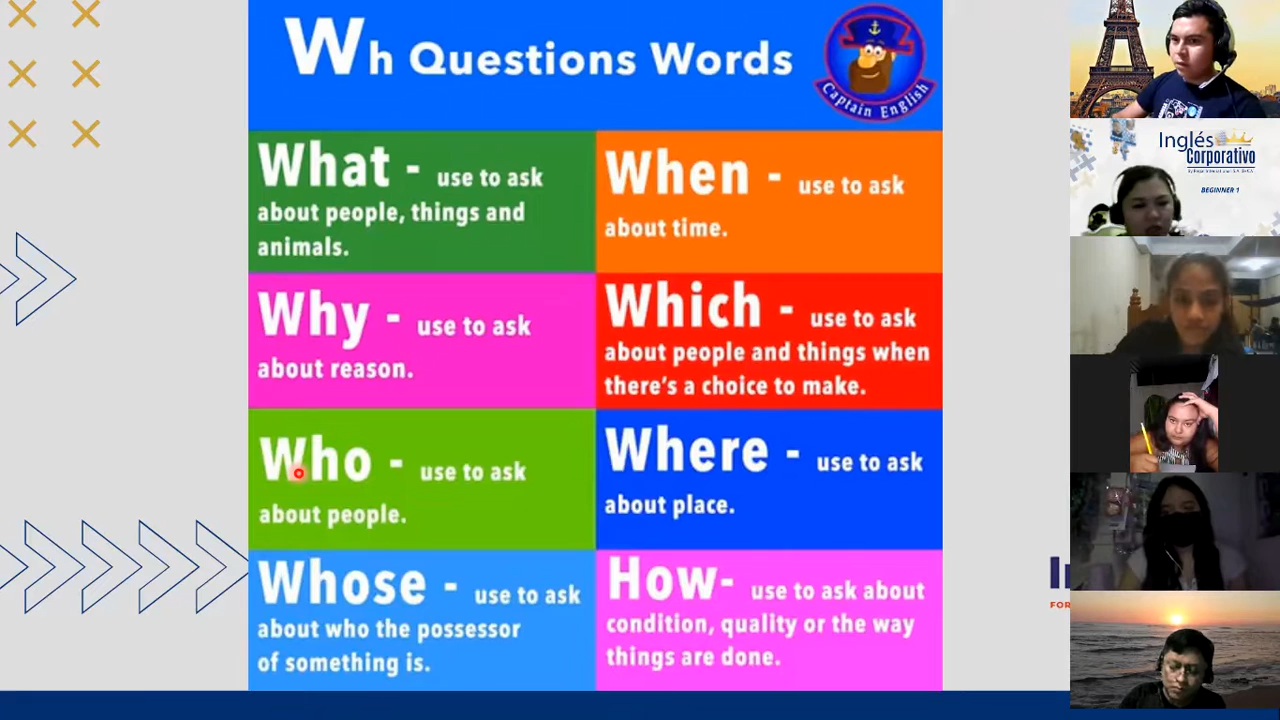 Wh Questions Words
Captain English
What - use to ask
about people, things and
animals.
When - use to ask
about time.
Why - use to ask
about reason.
Which - use to ask
about people and things when
there's a choice to make.
Who - use to ask
about people.
Where - use to ask
about place.
Whose - use to ask
about who the possessor
of something is.
How- use to ask about
condition, quality or the way
things are done.
Inglés
Corporativo
BEGINNER 1
FOR